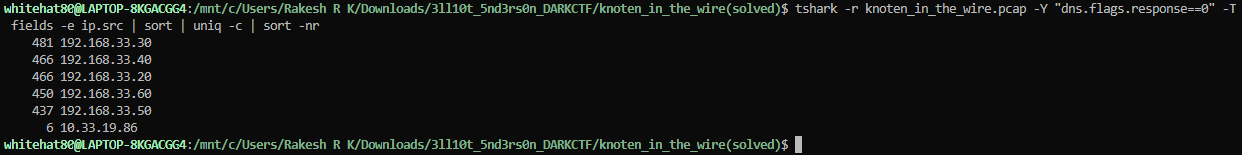 whitehat80@LAPTOP-8KGACGG4:/mnt/c/Users/Rakesh R K/Downloads/3ll10t_5nd3rs0n_DARKCTF/knoten_in_the_wire(solved)$ tshark -r knoten_in_the_wire.pcap -Y "dns.flags.response==0" -T
fields -e ip.src | sort | uniq -c | sort -nr
481 192.168.33.30
466 192.168.33.40
466 192.168.33.20
450 192.168.33.60
437 192.168.33.50
6 10.33.19.86
whitehat80@LAPTOP-8KGACGG4:/mnt/c/Users/Rakesh R K/Downloads/3ll10t_5nd3rs0n_DARKCTF/knoten_in_the_wire(solved)$